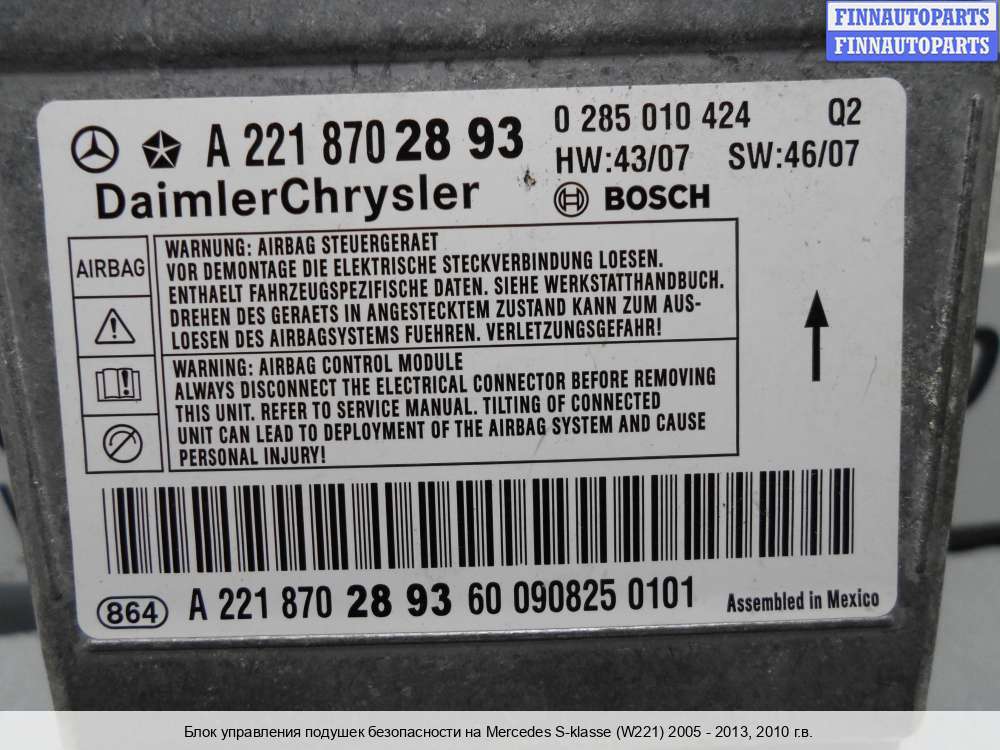 FINNAUTOPARTS
FINNAUTOPARTS
A 221 870 28 93
0 285 010 424 Q2
HW:43/07 SW:46/07
DaimlerChrysler
BOSCH
AIRBAG
WARNUNG: AIRBAG STEUERGERAET
VOR DEMONTAGE DIE ELEKTRISCHE STECKVERBINDUNG LOESEN.
ENTHAELT FAHRZEUGSPEZIFISCHE DATEN. SIEHE WERKSTATTHANDBUCH.
DREHEN DES GERAETS IN ANGESTECKTEM ZUSTAND KANN ZUM AUS-
LOESEN DES AIRBAGSYSTEMS FUEHREN. VERLETZUNGSGEFAHR!
WARNING: AIRBAG CONTROL MODULE
ALWAYS DISCONNECT THE ELECTRICAL CONNECTOR BEFORE REMOVING
THIS UNIT. REFER TO SERVICE MANUAL. TILTING OF CONNECTED
UNIT CAN LEAD TO DEPLOYMENT OF THE AIRBAG SYSTEM AND CAUSE
PERSONAL INJURY!
864
A 221 870 28 93 60 090825 0101
Assembled in Mexico
Блок управления подушек безопасности на Mercedes S-klasse (W221) 2005 - 2013, 2010 г.в.